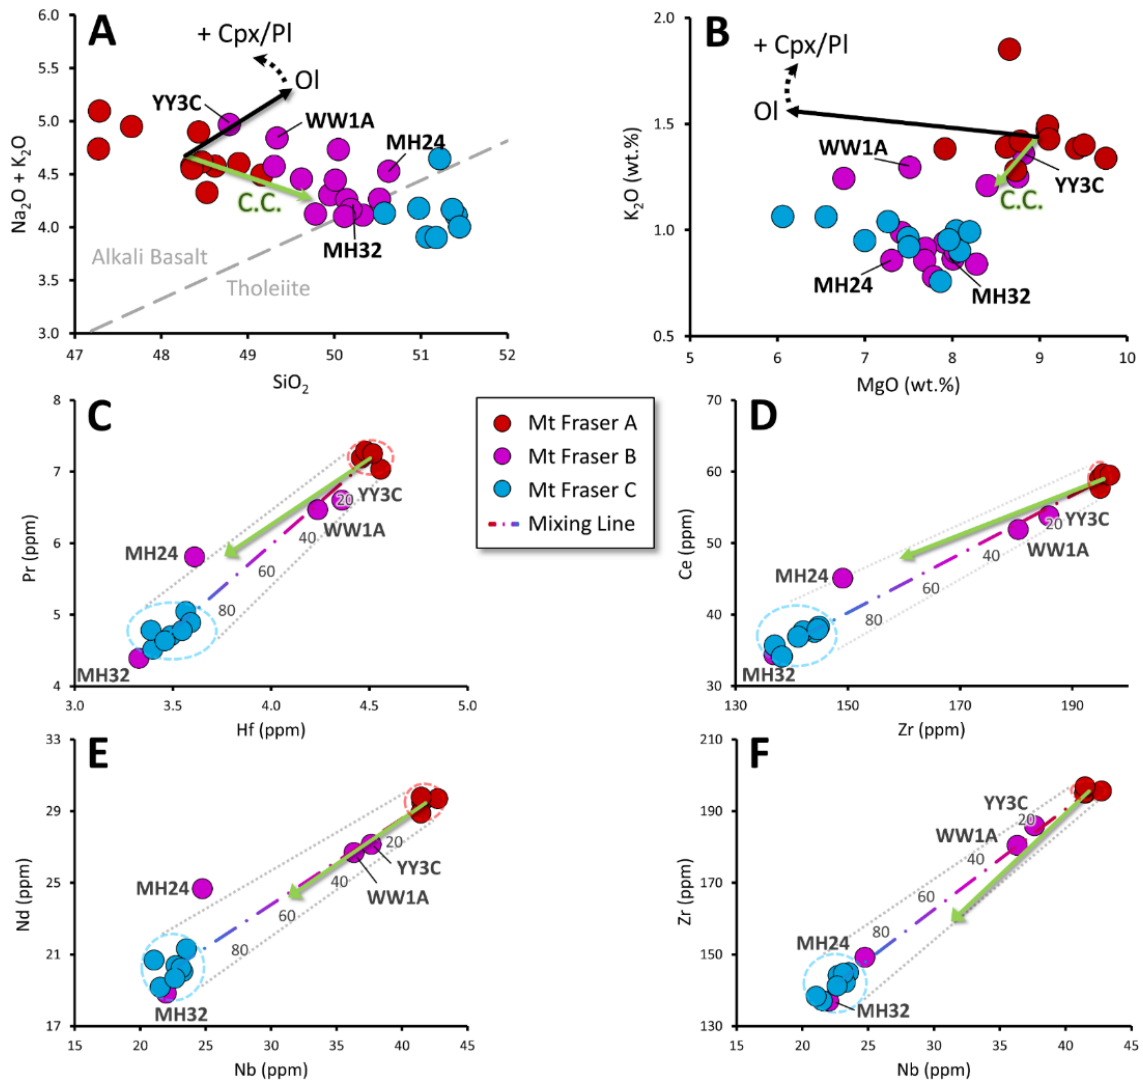 A
6.0
5.5
5.0
4.5
4.0
3.5
3.0
Na₂O + K₂O
47
48
49
50
51
52
SiO₂
+ Cpx/Pl
Ol
YY3C
WW1A
MH24
C.C.
MH32
Alkali Basalt
Tholeiite
B
2.0
1.5
1.0
0.5
K₂O (wt.%)
5
6
7
8
9
10
MgO (wt.%)
+ Cpx/Pl
Ol
WW1A
YY3C
C.C.
MH24
MH32
C
8
7
6
5
4
Pr (ppm)
3.0
3.5
4.0
4.5
5.0
Hf (ppm)
YY3C
20
WW1A
40
MH24
60
80
MH32
Mt Fraser A
Mt Fraser B
Mt Fraser C
Mixing Line
D
70
60
50
40
30
Ce (ppm)
130
150
170
190
Zr (ppm)
YY3C
20
WW1A
40
MH24
60
80
MH32
E
33
29
25
21
17
Nd (ppm)
15
20
25
30
35
40
45
Nb (ppm)
20
YY3C
40
WW1A
MH24
60
80
MH32
F
210
190
170
150
130
Zr (ppm)
15
20
25
30
35
40
45
Nb (ppm)
YY3C
20
WW1A
40
60
80
MH24
MH32